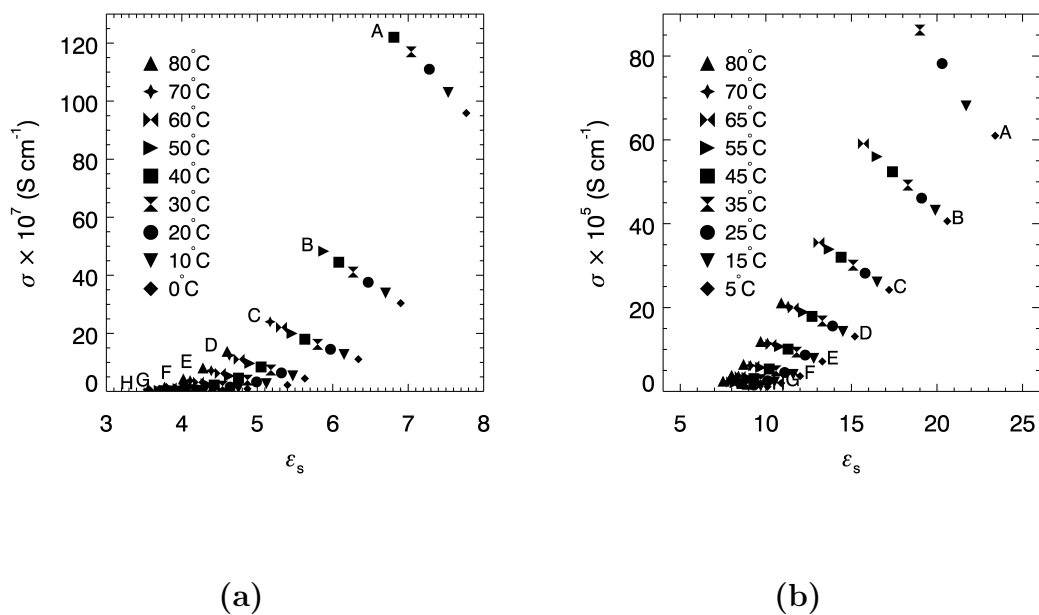 120
100
80
60
40
20
0
3
4
5
6
7
8
σ × 10⁷ (S cm⁻¹)
εₛ
80°C
70°C
60°C
50°C
40°C
30°C
20°C
10°C
0°C
A
B
C
D
E
F
G
H
(a)
80
60
40
20
0
5
10
15
20
25
σ × 10⁵ (S cm⁻¹)
εₛ
80°C
70°C
65°C
55°C
45°C
35°C
25°C
15°C
5°C
A
B
C
D
E
F
G
(b)